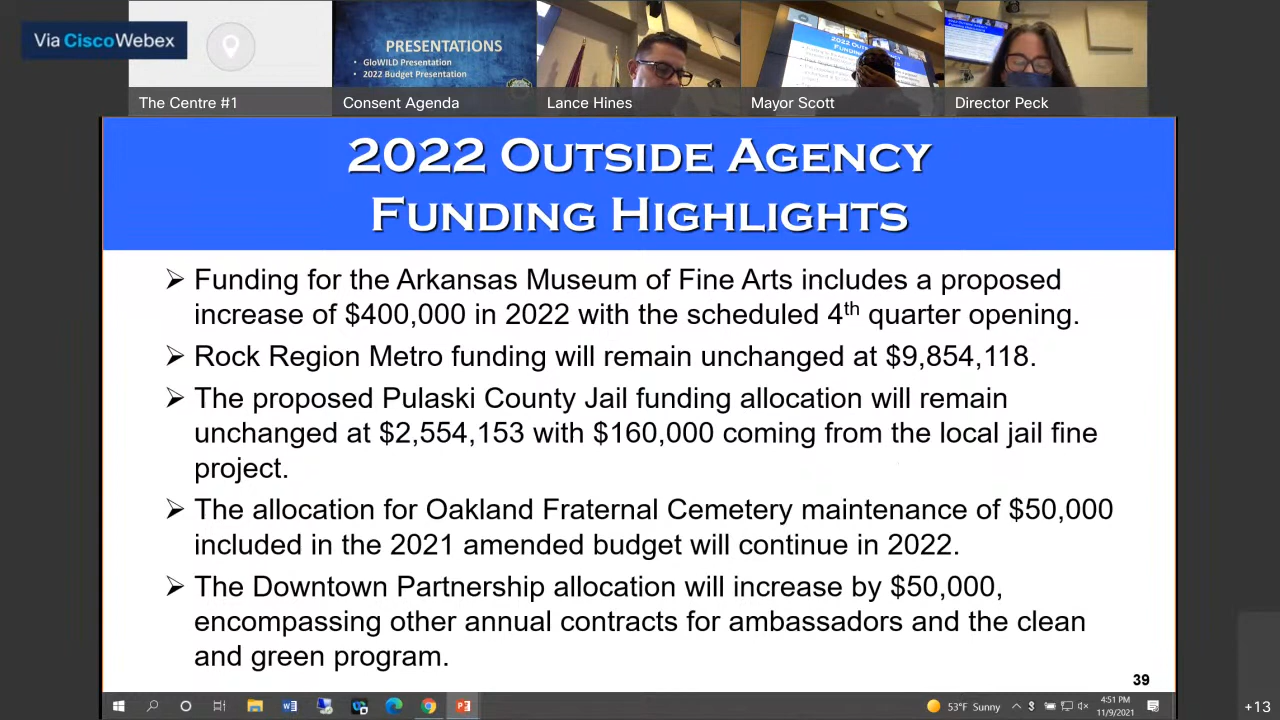 Via Cisco Webex
PRESENTATIONS
• GloWILD Presentation
• 2022 Budget Presentation
The Centre #1
Consent Agenda
Lance Hines
Mayor Scott
Director Peck
2022 OUTSIDE AGENCY
FUNDING HIGHLIGHTS
➢ Funding for the Arkansas Museum of Fine Arts includes a proposed
increase of $400,000 in 2022 with the scheduled 4th quarter opening.
➢ Rock Region Metro funding will remain unchanged at $9,854,118.
➢ The proposed Pulaski County Jail funding allocation will remain
unchanged at $2,554,153 with $160,000 coming from the local jail fine
project.
➢ The allocation for Oakland Fraternal Cemetery maintenance of $50,000
included in the 2021 amended budget will continue in 2022.
➢ The Downtown Partnership allocation will increase by $50,000,
encompassing other annual contracts for ambassadors and the clean
and green program.
39
53°F Sunny
4:51 PM
11/9/2021
+13